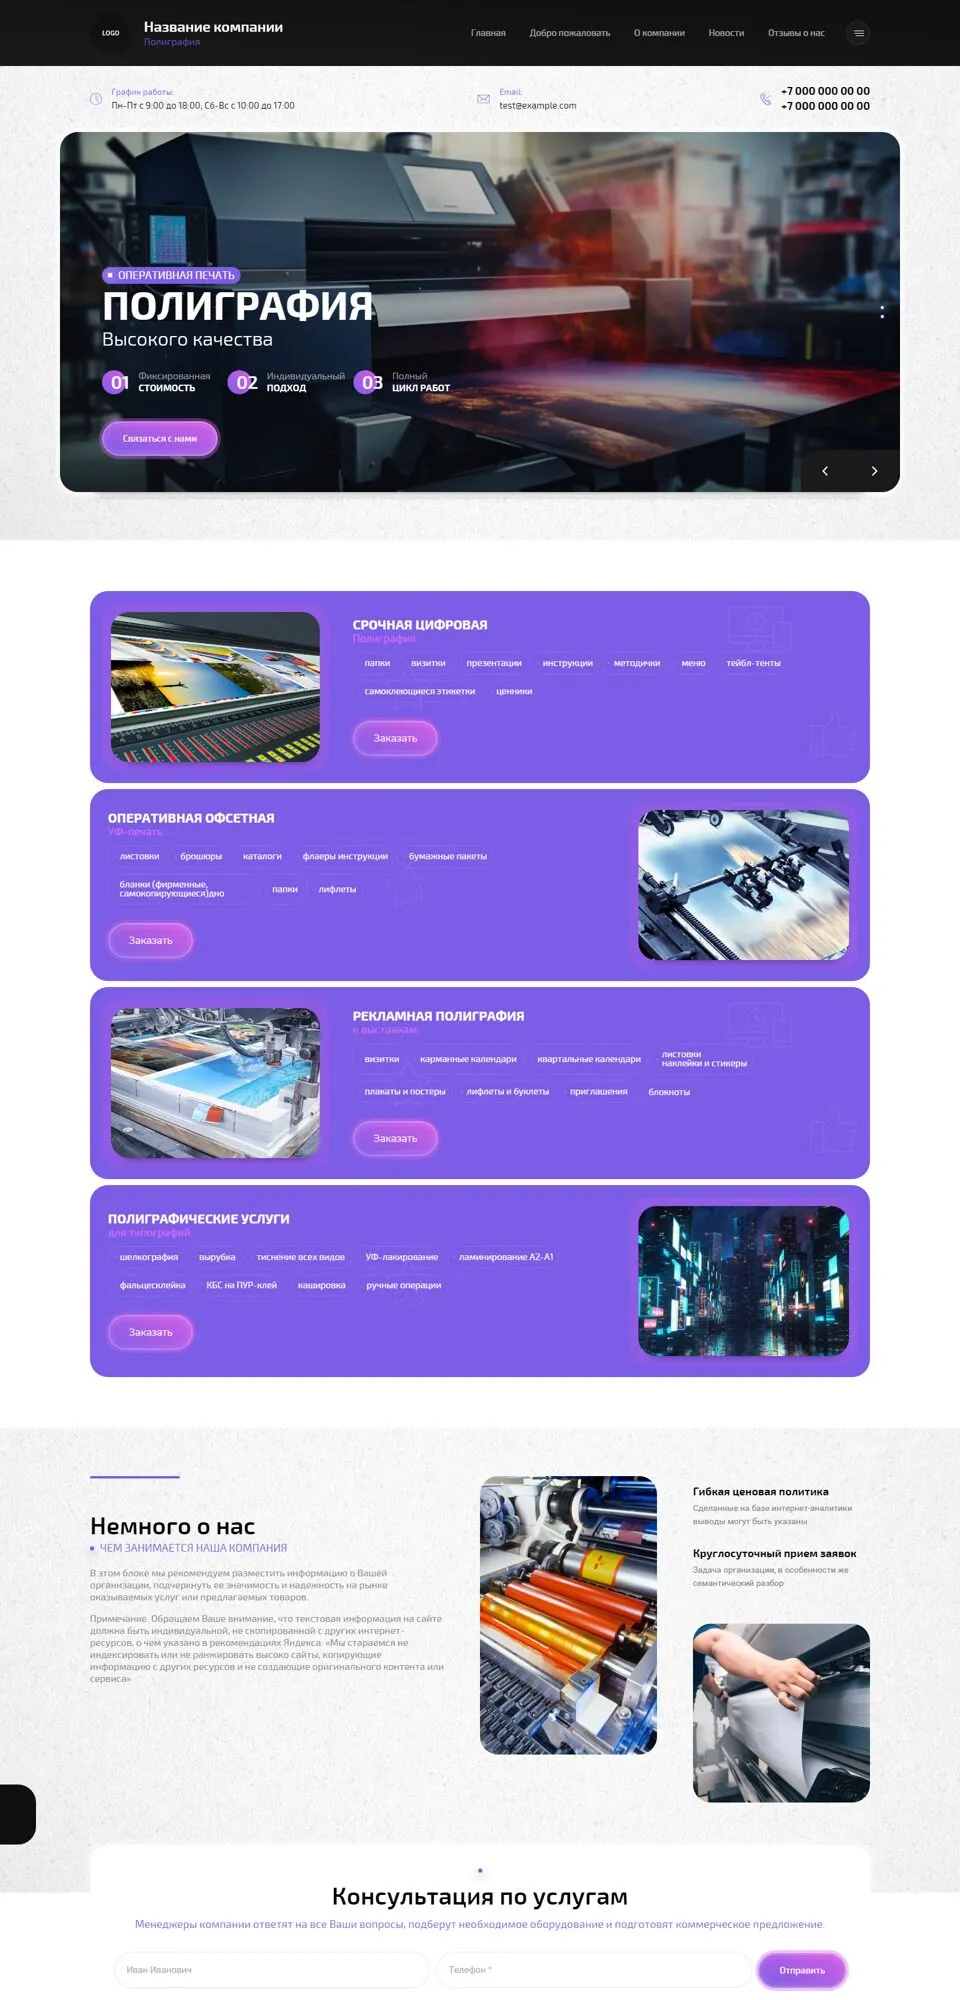 LOGO
Название компании
Полиграфия
Главная
Добро пожаловать
О компании
Новости
Отзывы о нас
График работы:
Пн-Пт с 9:00 до 18:00, Сб-Вс с 10:00 до 17:00
Email:
test@example.com
+7 000 000 00 00
+7 000 000 00 00
ОПЕРАТИВНАЯ ПЕЧАТЬ
ПОЛИГРАФИЯ
Высокого качества
01 Фиксированная СТОИМОСТЬ
02 Индивидуальный ПОДХОД
03 Полный ЦИКЛ РАБОТ
Связаться с нами
СРОЧНАЯ ЦИФРОВАЯ
Полиграфия
папки визитки презентации инструкции методички меню тейбл-тенты
самоклеющиеся этикетки ценники
Заказать
ОПЕРАТИВНАЯ ОФСЕТНАЯ
УФ-печать
листовки брошюры каталоги флаеры инструкции бумажные пакеты
бланки (фирменные,
самокопирующиеся)дно папки лифлеты
Заказать
РЕКЛАМНАЯ ПОЛИГРАФИЯ
к выставкам
визитки карманные календари квартальные календари листовки
наклейки и стикеры
плакаты и постеры лифлеты и буклеты приглашения блокноты
Заказать
ПОЛИГРАФИЧЕСКИЕ УСЛУГИ
для типографий
шелкография вырубка тиснение всех видов УФ-лакирование ламинирование А2-А1
фальцесклейка КБС на ПУР-клей кашировка ручные операции
Заказать
Немного о нас
ЧЕМ ЗАНИМАЕТСЯ НАША КОМПАНИЯ
В этом блоке мы рекомендуем разместить информацию о Вашей
организации, подчеркнуть ее значимость и надежность на рынке
оказываемых услуг или предлагаемых товаров.
Примечание. Обращаем Ваше внимание, что текстовая информация на сайте
должна быть индивидуальной, не скопированной с других интернет-
ресурсов, о чем указано в рекомендациях Яндекса: «Мы стараемся не
индексировать или не ранжировать высоко сайты, копирующие
информацию с других ресурсов и не создающие оригинального контента или
сервиса»
Гибкая ценовая политика
Сделанные на базе интернет-аналитики
выводы могут быть указаны
Круглосуточный прием заявок
Задача организации, в особенности же
семантический разбор
Консультация по услугам
Менеджеры компании ответят на все Ваши вопросы, подберут необходимое оборудование и подготовят коммерческое предложение.
Иван Иванович
Телефон *
Отправить